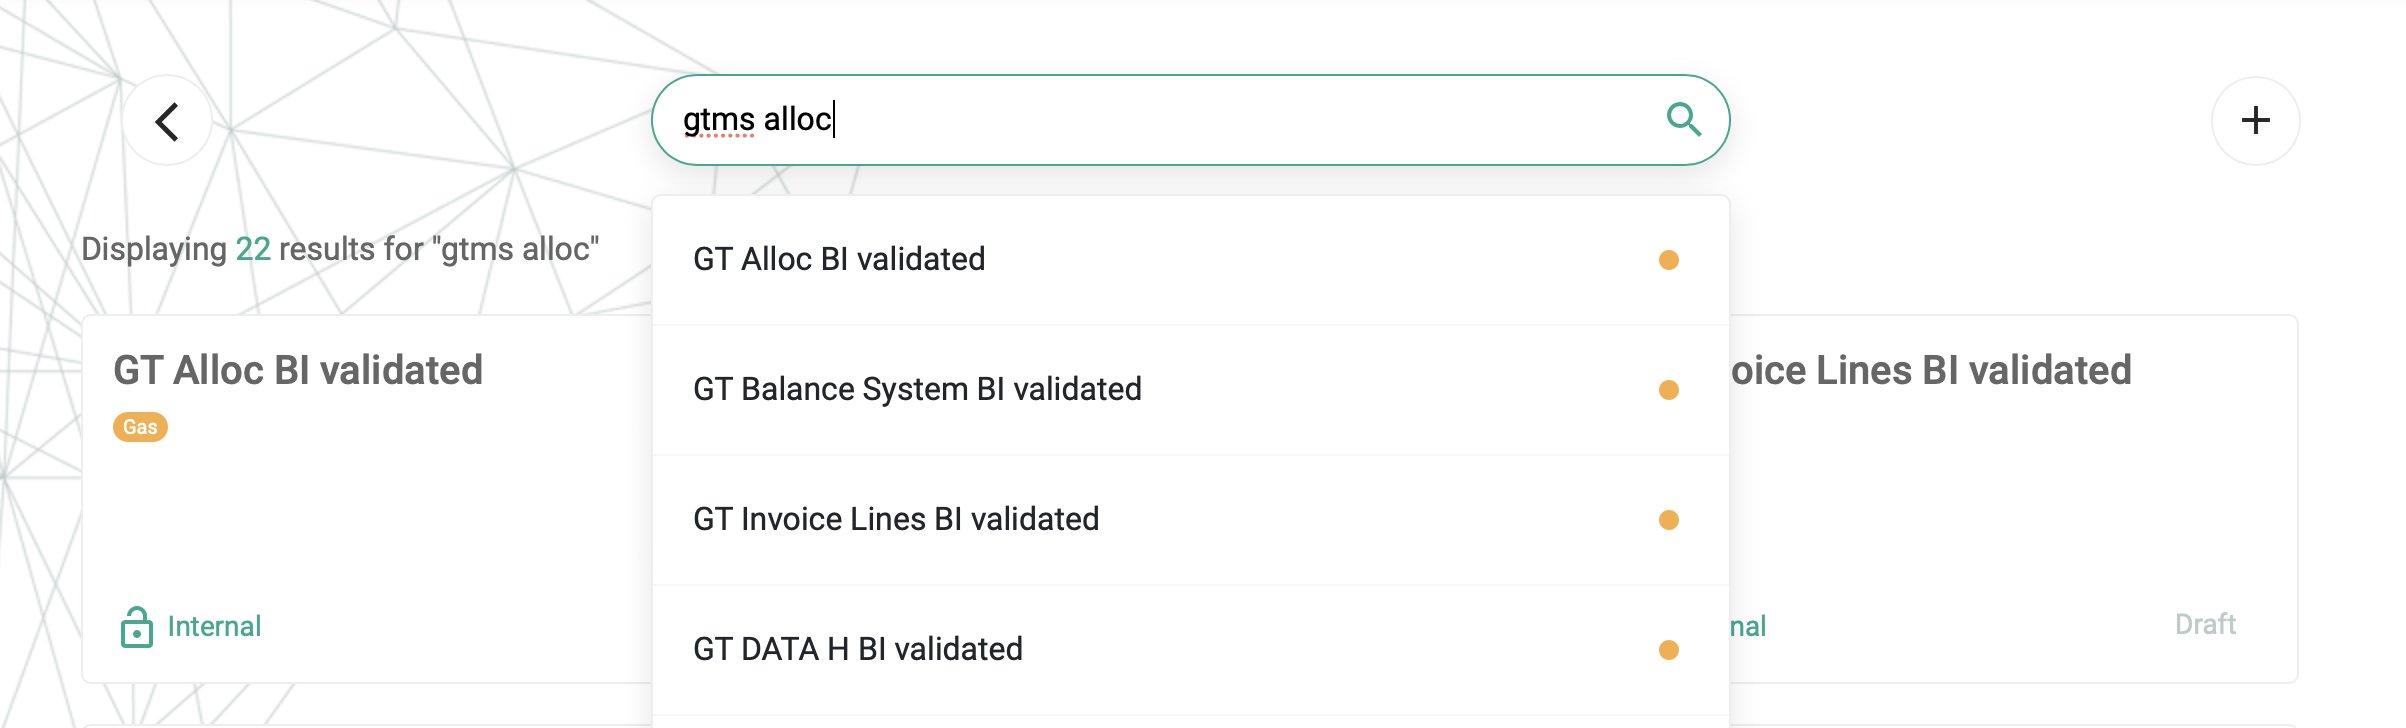 gtms alloc
Displaying 22 results for "gtms alloc"
GT Alloc BI validated
GT Balance System BI validated
GT Invoice Lines BI validated
GT DATA H BI validated
GT Alloc BI validated
Gas
Internal
oice Lines BI validated
nal
Draft